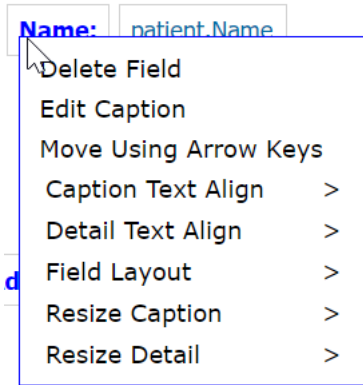 Name: patient.Name
Delete Field
Edit Caption
Move Using Arrow Keys
Caption Text Align >
Detail Text Align >
Field Layout >
d
Resize Caption >
Resize Detail >